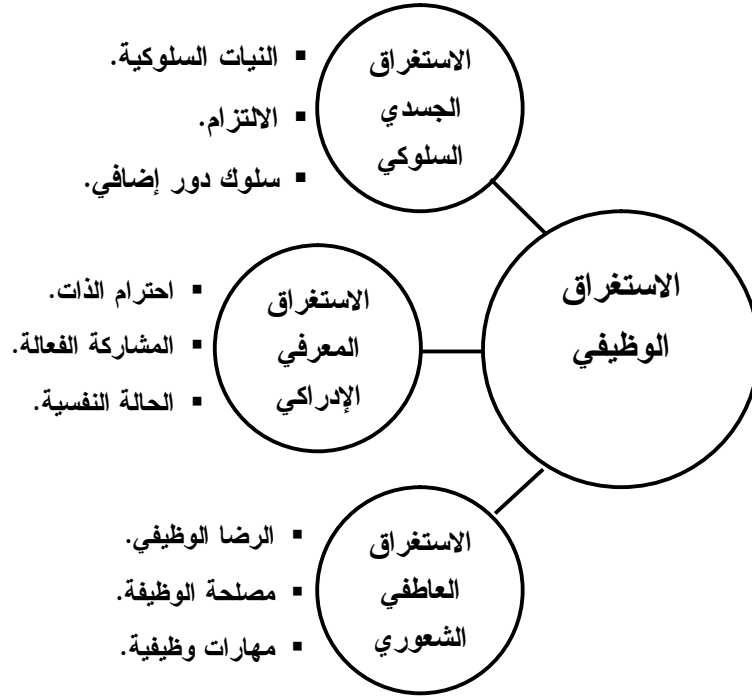 الاستغراق
الوظيفي
الاستغراق
الجسدي
السلوكي
▪ النيات السلوكية.
▪ الالتزام.
▪ سلوك دور إضافي.
الاستغراق
المعرفي
الإدراكي
▪ احترام الذات.
▪ المشاركة الفعالة.
▪ الحالة النفسية.
الاستغراق
العاطفي
الشعوري
▪ الرضا الوظيفي.
▪ مصلحة الوظيفة.
▪ مهارات وظيفية.